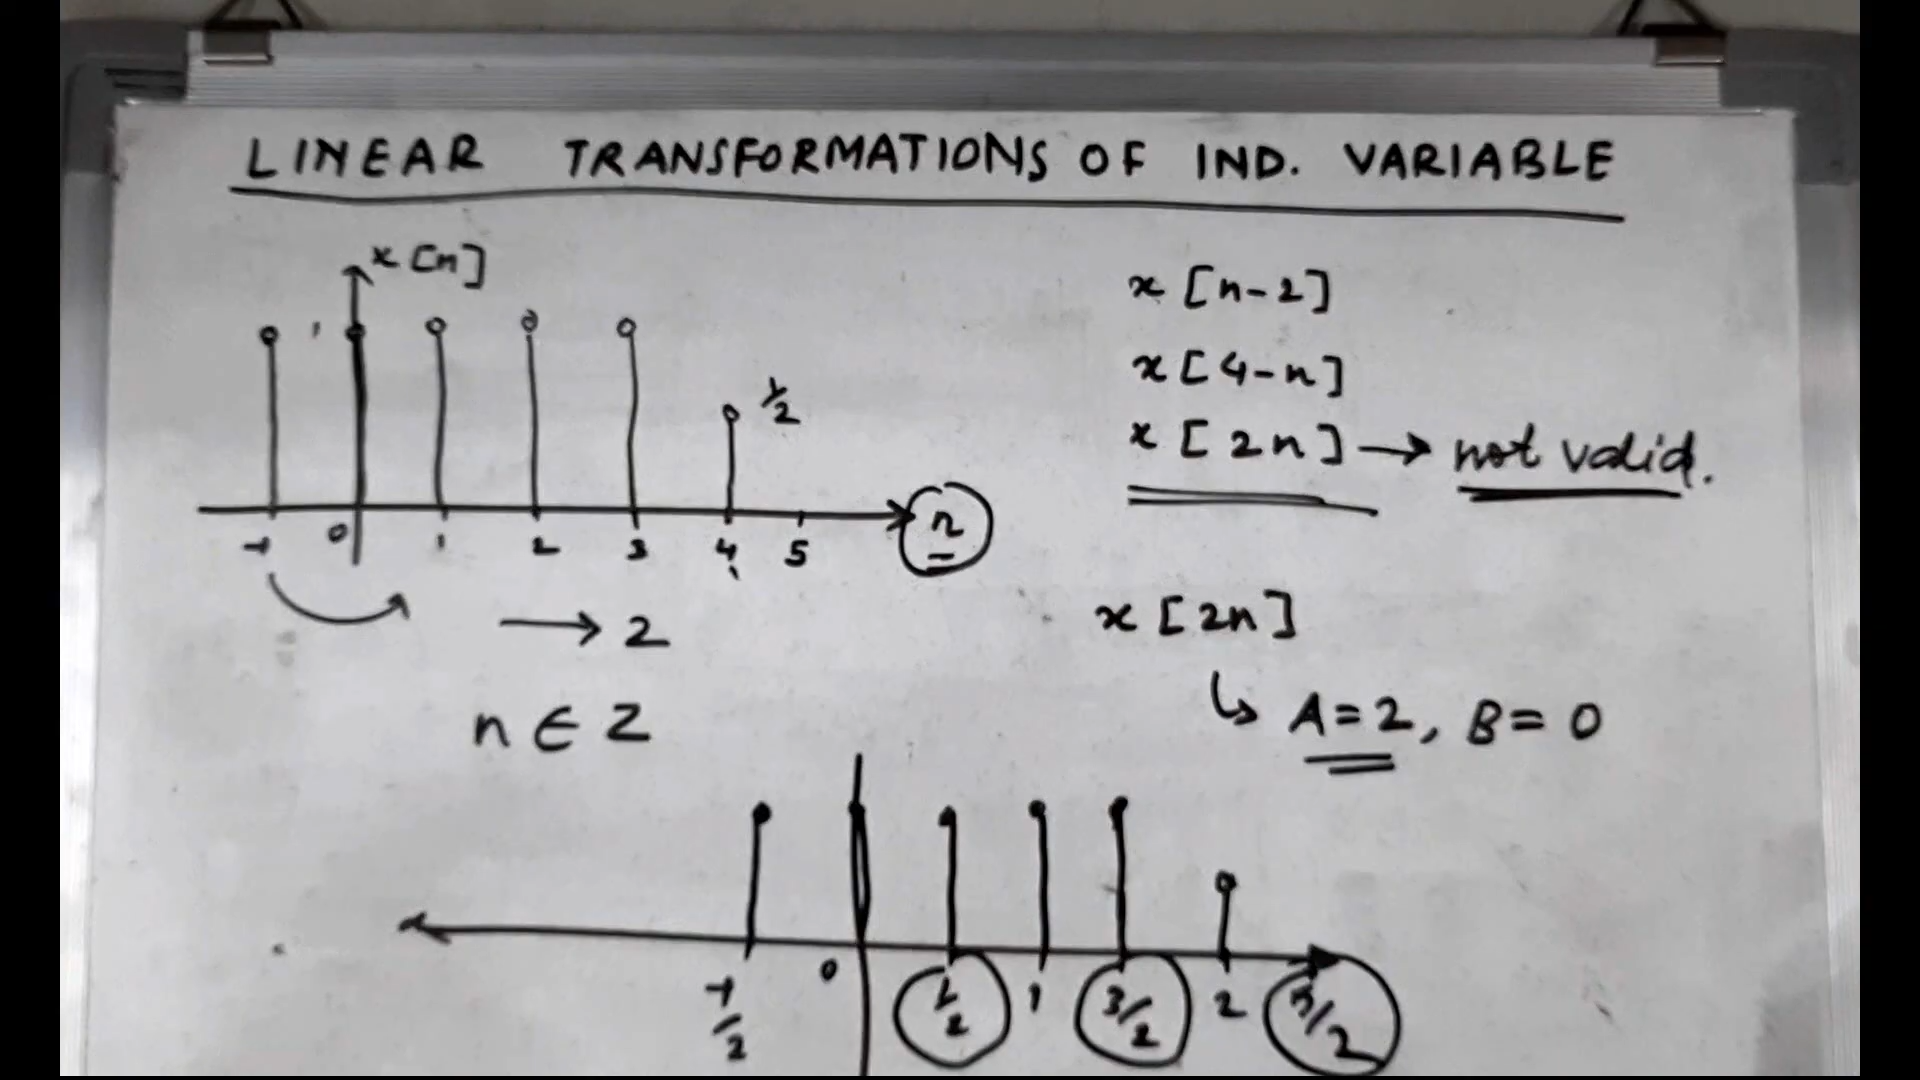 LINEAR TRANSFORMATIONS OF IND. VARIABLE
x[n]
1
1/2
-1 0 1 2 3 4 5 n
→ 2
n ∈ Z
x[n-2]
x[4-n]
x[2n] → not valid.
x[2n]
↳ A=2, B=0
-1/2 0 1/2 1 3/2 2 5/2